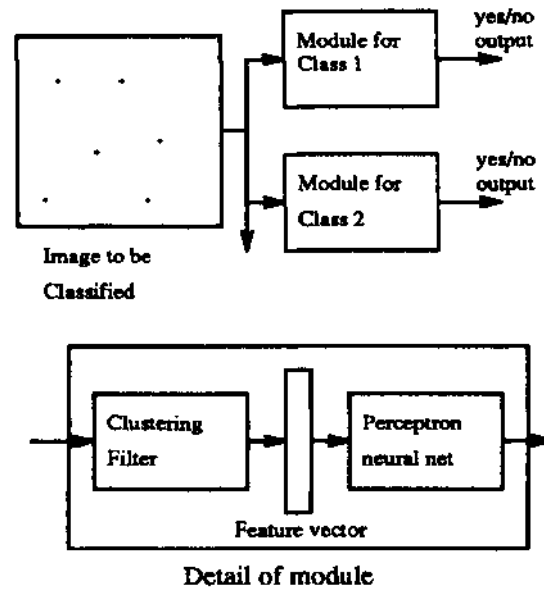 Module for
Class 1
yes/no
output
Module for
Class 2
yes/no
output
Image to be
Classified
Clustering
Filter
Feature vector
Perceptron
neural net
Detail of module